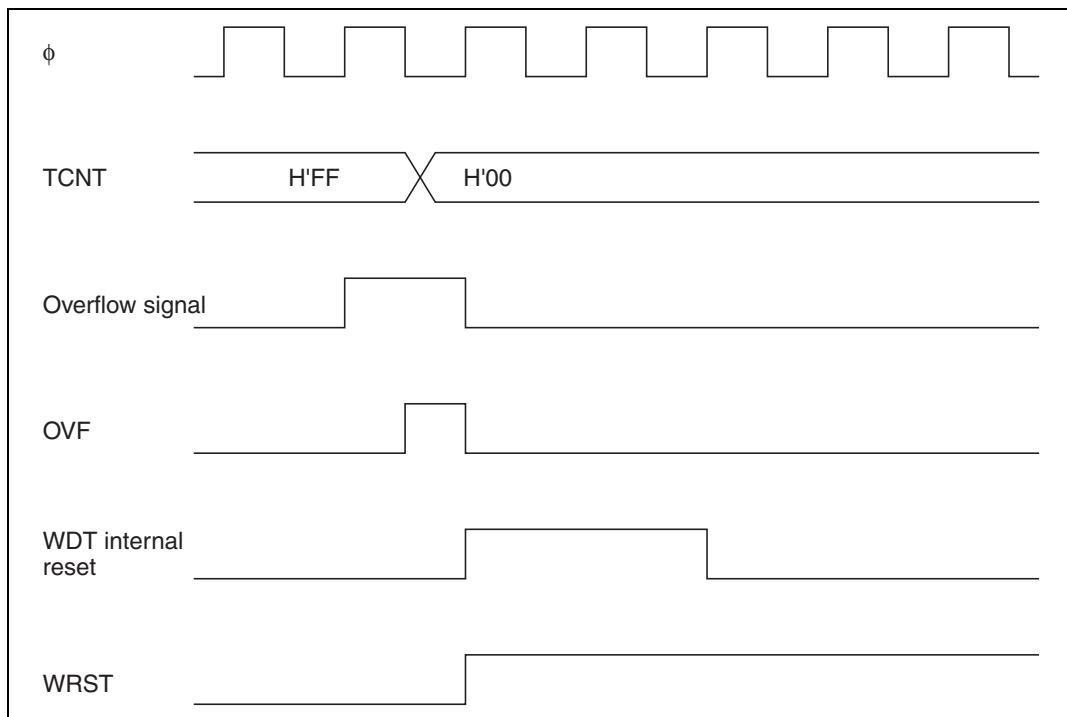 ϕ
TCNT
H'FF
H'00
Overflow signal
OVF
WDT internal
reset
WRST